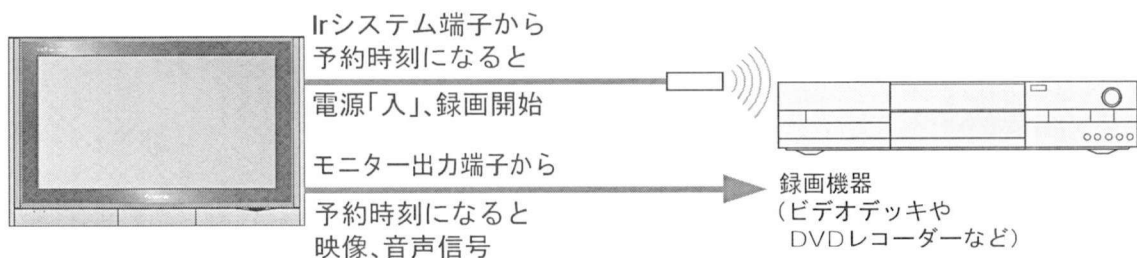 Irシステム端子から
予約時刻になると
電源「入」、録画開始
モニター出力端子から
予約時刻になると
映像、音声信号
録画機器
(ビデオデッキや
DVDレコーダーなど)